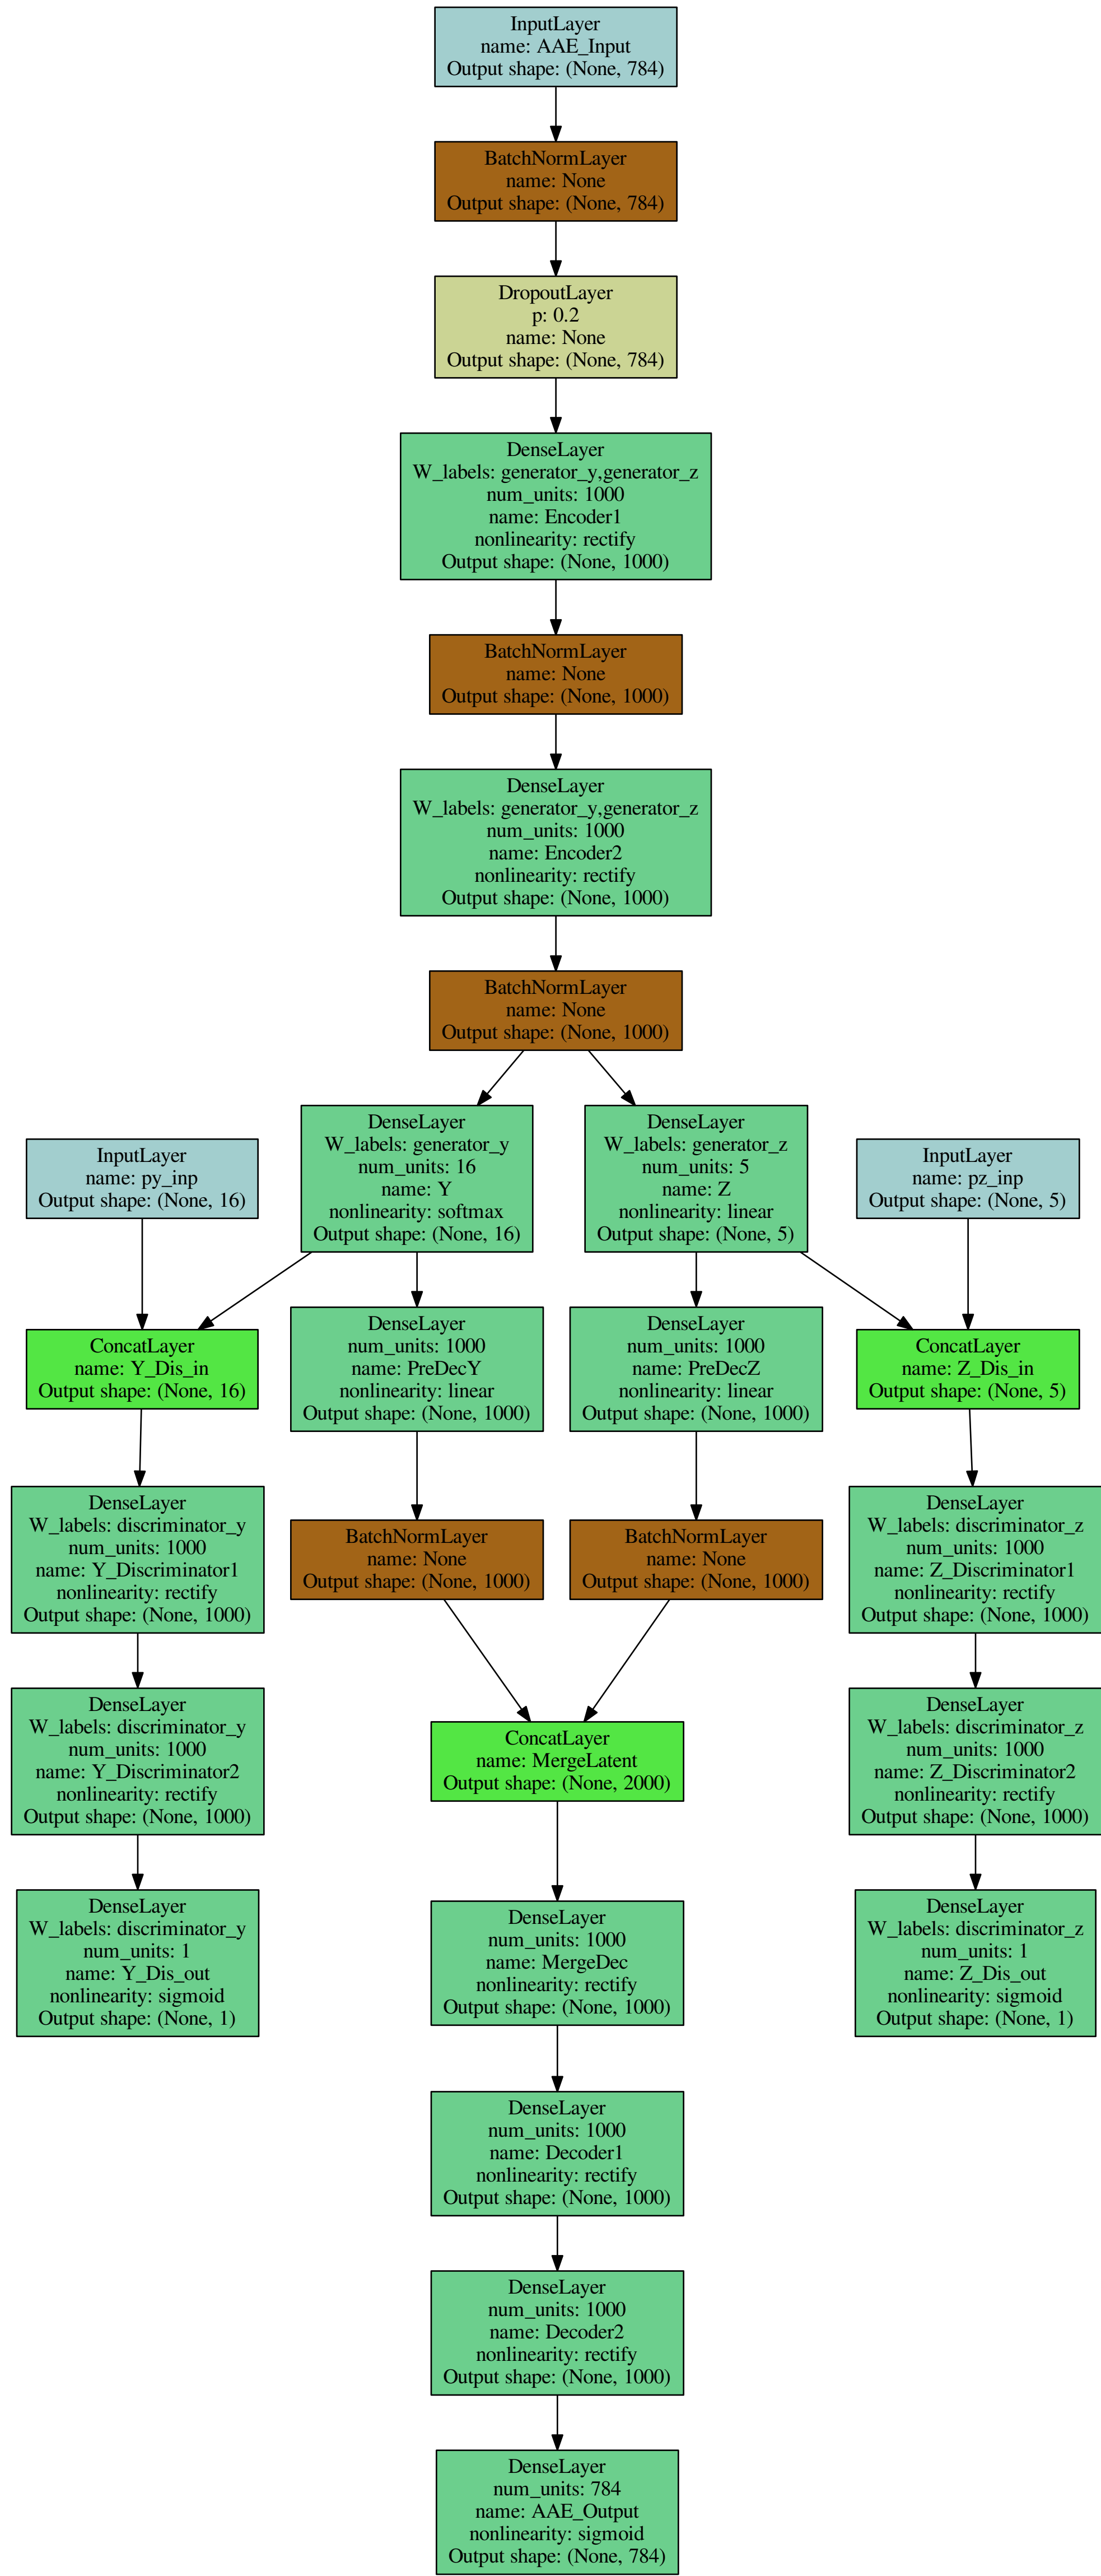 InputLayer
name: AAE_Input
Output shape: (None, 784)
BatchNormLayer
name: None
Output shape: (None, 784)
DropoutLayer
p: 0.2
name: None
Output shape: (None, 784)
DenseLayer
W_labels: generator_y,generator_z
num_units: 1000
name: Encoder1
nonlinearity: rectify
Output shape: (None, 1000)
BatchNormLayer
name: None
Output shape: (None, 1000)
DenseLayer
W_labels: generator_y,generator_z
num_units: 1000
name: Encoder2
nonlinearity: rectify
Output shape: (None, 1000)
BatchNormLayer
name: None
Output shape: (None, 1000)
InputLayer
name: py_inp
Output shape: (None, 16)
DenseLayer
W_labels: generator_y
num_units: 16
name: Y
nonlinearity: softmax
Output shape: (None, 16)
DenseLayer
W_labels: generator_z
num_units: 5
name: Z
nonlinearity: linear
Output shape: (None, 5)
InputLayer
name: pz_inp
Output shape: (None, 5)
ConcatLayer
name: Y_Dis_in
Output shape: (None, 16)
DenseLayer
num_units: 1000
name: PreDecY
nonlinearity: linear
Output shape: (None, 1000)
DenseLayer
num_units: 1000
name: PreDecZ
nonlinearity: linear
Output shape: (None, 1000)
ConcatLayer
name: Z_Dis_in
Output shape: (None, 5)
DenseLayer
W_labels: discriminator_y
num_units: 1000
name: Y_Discriminator1
nonlinearity: rectify
Output shape: (None, 1000)
BatchNormLayer
name: None
Output shape: (None, 1000)
BatchNormLayer
name: None
Output shape: (None, 1000)
DenseLayer
W_labels: discriminator_z
num_units: 1000
name: Z_Discriminator1
nonlinearity: rectify
Output shape: (None, 1000)
DenseLayer
W_labels: discriminator_y
num_units: 1000
name: Y_Discriminator2
nonlinearity: rectify
Output shape: (None, 1000)
ConcatLayer
name: MergeLatent
Output shape: (None, 2000)
DenseLayer
W_labels: discriminator_z
num_units: 1000
name: Z_Discriminator2
nonlinearity: rectify
Output shape: (None, 1000)
DenseLayer
W_labels: discriminator_y
num_units: 1
name: Y_Dis_out
nonlinearity: sigmoid
Output shape: (None, 1)
DenseLayer
num_units: 1000
name: MergeDec
nonlinearity: rectify
Output shape: (None, 1000)
DenseLayer
W_labels: discriminator_z
num_units: 1
name: Z_Dis_out
nonlinearity: sigmoid
Output shape: (None, 1)
DenseLayer
num_units: 1000
name: Decoder1
nonlinearity: rectify
Output shape: (None, 1000)
DenseLayer
num_units: 1000
name: Decoder2
nonlinearity: rectify
Output shape: (None, 1000)
DenseLayer
num_units: 784
name: AAE_Output
nonlinearity: sigmoid
Output shape: (None, 784)